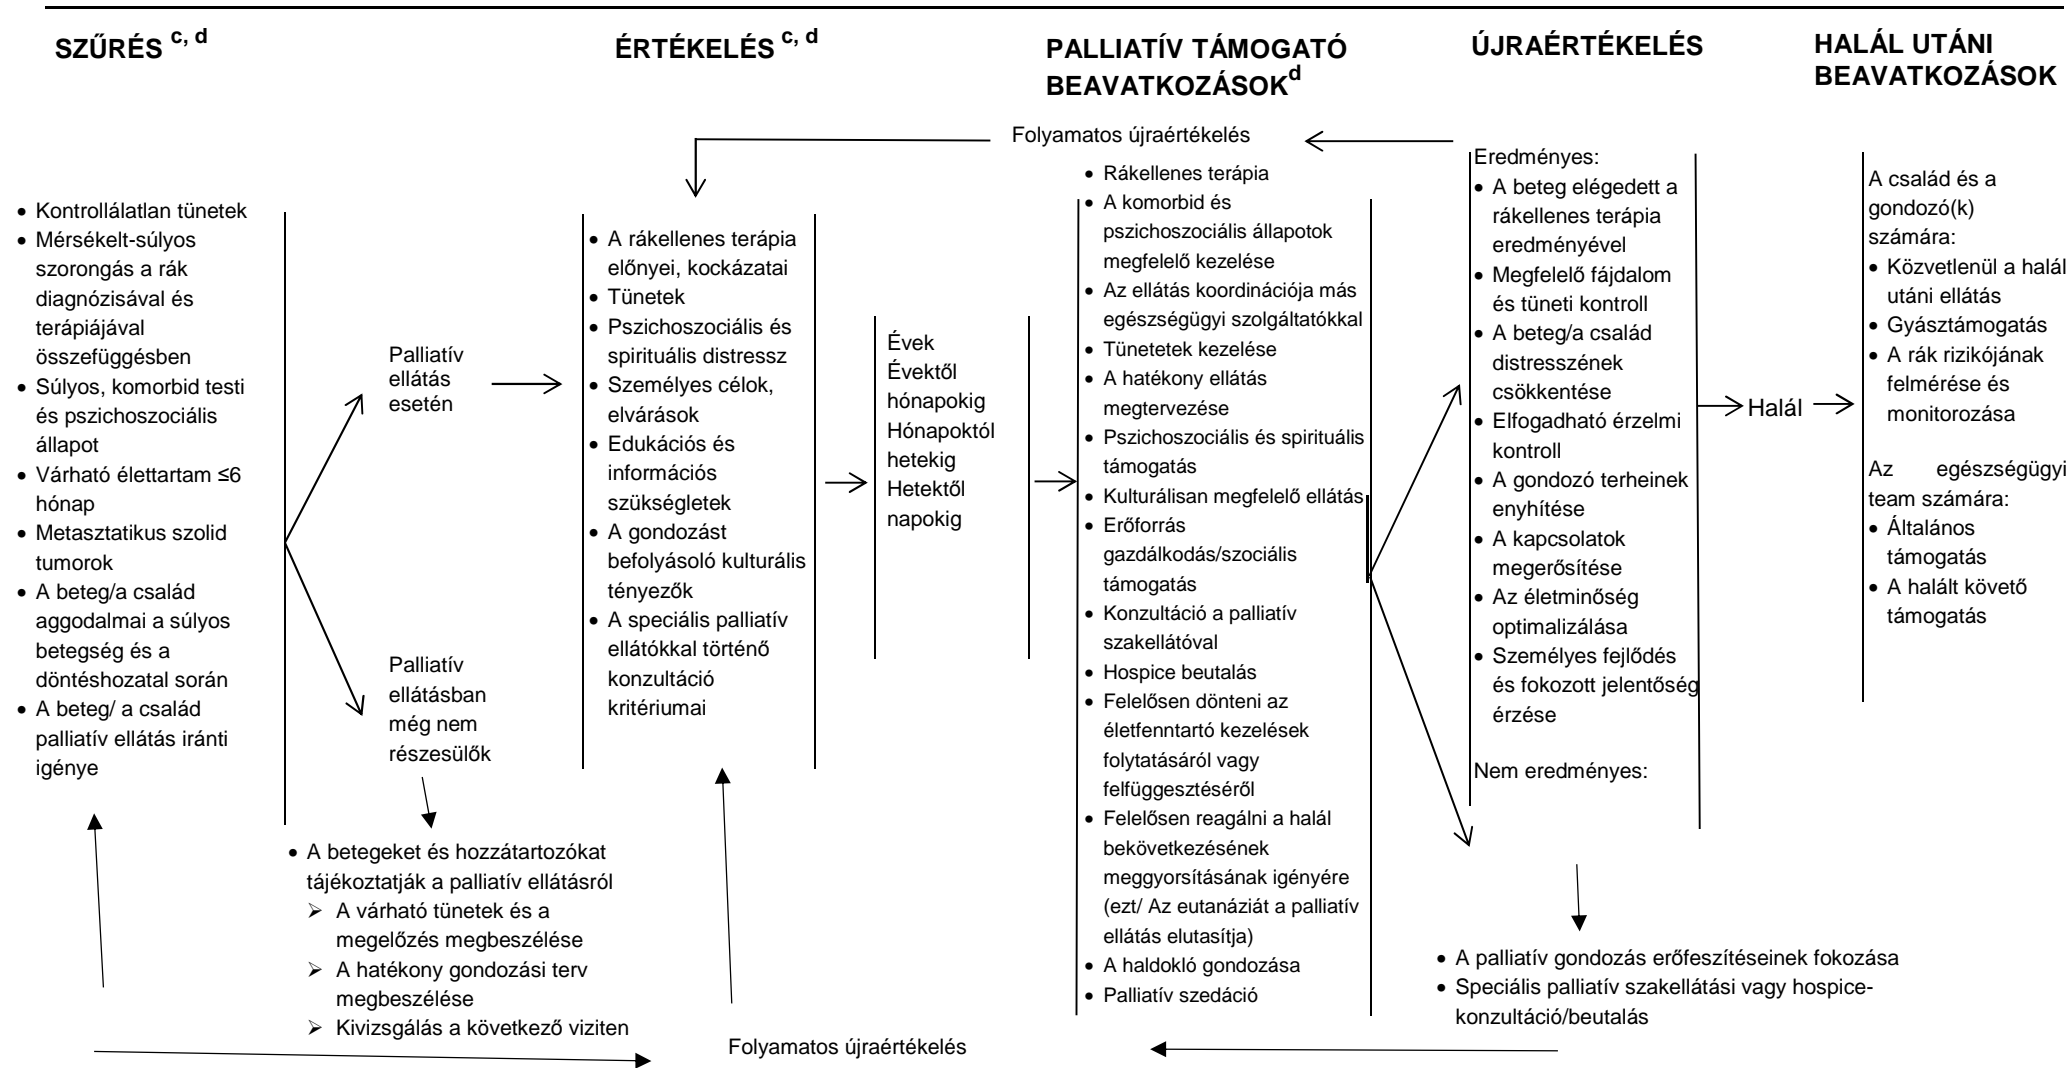 SZŰRÉS c, d
ÉRTÉKELÉS c, d
PALLIATÍV TÁMOGATÓ
BEAVATKOZÁSOKd
ÚJRAÉRTÉKELÉS
HALÁL UTÁNI
BEAVATKOZÁSOK
Folyamatos újraértékelés
• Kontrollálatlan tünetek
• Mérsékelt-súlyos
szorongás a rák
diagnózisával és
terápiájával
összefüggésben
• Súlyos, komorbid testi
és pszichoszociális
állapot
• Várható élettartam ≤6
hónap
• Metasztatikus szolid
tumorok
• A beteg/a család
aggodalmai a súlyos
betegség és a
döntéshozatal során
• A beteg/ a család
palliatív ellátás iránti
igénye
Palliatív
ellátás
esetén
Palliatív
ellátásban
még nem
részesülők
• A betegeket és hozzátartozókat
tájékoztatják a palliatív ellátásról
➢ A várható tünetek és a
megelőzés megbeszélése
➢ A hatékony gondozási terv
megbeszélése
➢ Kivizsgálás a következő viziten
• A rákellenes terápia
előnyei, kockázatai
• Tünetek
• Pszichoszociális és
spirituális distressz
• Személyes célok,
elvárások
• Edukációs és
információs
szükségletek
• A gondozást
befolyásoló kulturális
tényezők
• A speciális palliatív
ellátókkal történő
konzultáció
kritériumai
Évek
Évektől
hónapokig
Hónapoktól
hetekig
Hetektől
napokig
• Rákellenes terápia
• A komorbid és
pszichoszociális állapotok
megfelelő kezelése
• Az ellátás koordinációja más
egészségügyi szolgáltatókkal
• Tünetetek kezelése
• A hatékony ellátás
megtervezése
• Pszichoszociális és spirituális
támogatás
• Kulturálisan megfelelő ellátás
• Erőforrás
gazdálkodás/szociális
támogatás
• Konzultáció a palliatív
szakellátóval
• Hospice beutalás
• Felelősen dönteni az
életfenntartó kezelések
folytatásáról vagy
felfüggesztéséről
• Felelősen reagálni a halál
bekövetkezésének
meggyorsításának igényére
(ezt/ Az eutanáziát a palliatív
ellátás elutasítja)
• A haldokló gondozása
• Palliatív szedáció
Eredményes:
• A beteg elégedett a
rákellenes terápia
eredményével
• Megfelelő fájdalom
és tüneti kontroll
• A beteg/a család
distresszének
csökkentése
• Elfogadható érzelmi
kontroll
• A gondozó terheinek
enyhítése
• A kapcsolatok
megerősítése
• Az életminőség
optimalizálása
• Személyes fejlődés
és fokozott jelentőség
érzése
Nem eredményes:
• A palliatív gondozás erőfeszítéseinek fokozása
• Speciális palliatív szakellátási vagy hospice-
konzultáció/beutalás
Halál
A család és a
gondozó(k)
számára:
• Közvetlenül a halál
utáni ellátás
• Gyásztámogatás
• A rák rizikójának
felmérése és
monitorozása
Az egészségügyi
team számára:
• Általános
támogatás
• A halált követő
támogatás
Folyamatos újraértékelés